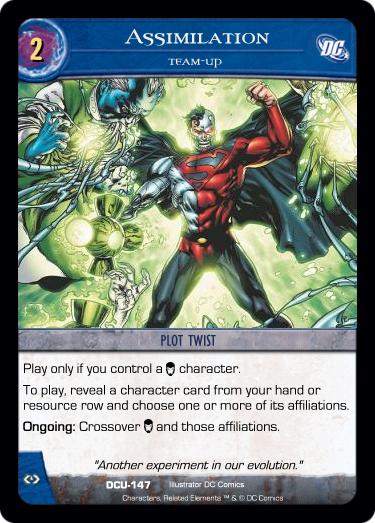 2
ASSIMILATION
DC
TEAM-UP
PLOT TWIST
Play only if you control a character.
To play, reveal a character card from your hand or
resource row and choose one or more of its affiliations.
Ongoing: Crossover and those affiliations.
"Another experiment in our evolution."
DCU-147 Illustrator DC Comics
Characters, Related Elements ™ & © DC Comics